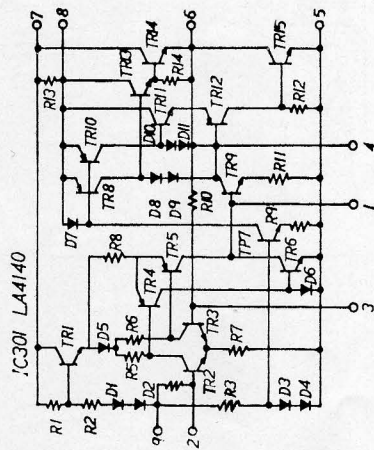 IC301 LA4140
7
8
6
5
R13
TR13
TR14
R14
TR15
TR10
TR11
TR12
R12
D10
D11
TR8
D8
D9
R10
TR9
R11
4
1
D7
R8
TR5
TP7
R9
TR4
TR6
D6
TR1
D5
R6
R5
TR3
TR2
R7
3
R1
R2
D1
D2
R3
D3
D4
9
2